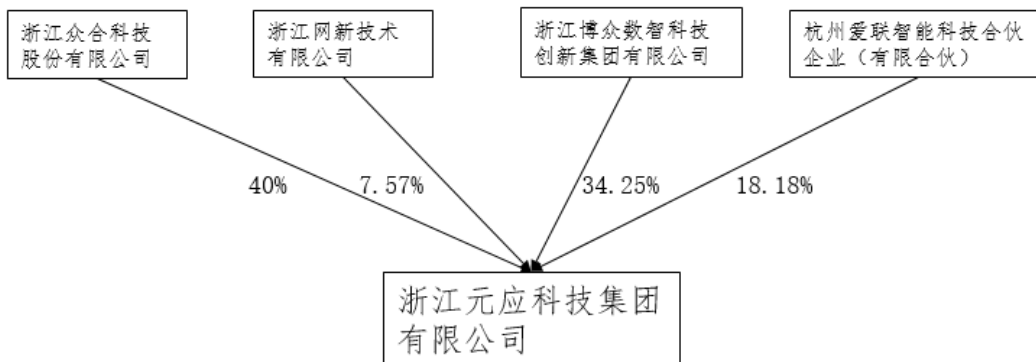 浙江众合科技
股份有限公司
浙江网新技术
有限公司
浙江博众数智科技
创新集团有限公司
杭州爱联智能科技合伙
企业（有限合伙）
40%
7.57%
34.25%
18.18%
浙江元应科技集团
有限公司